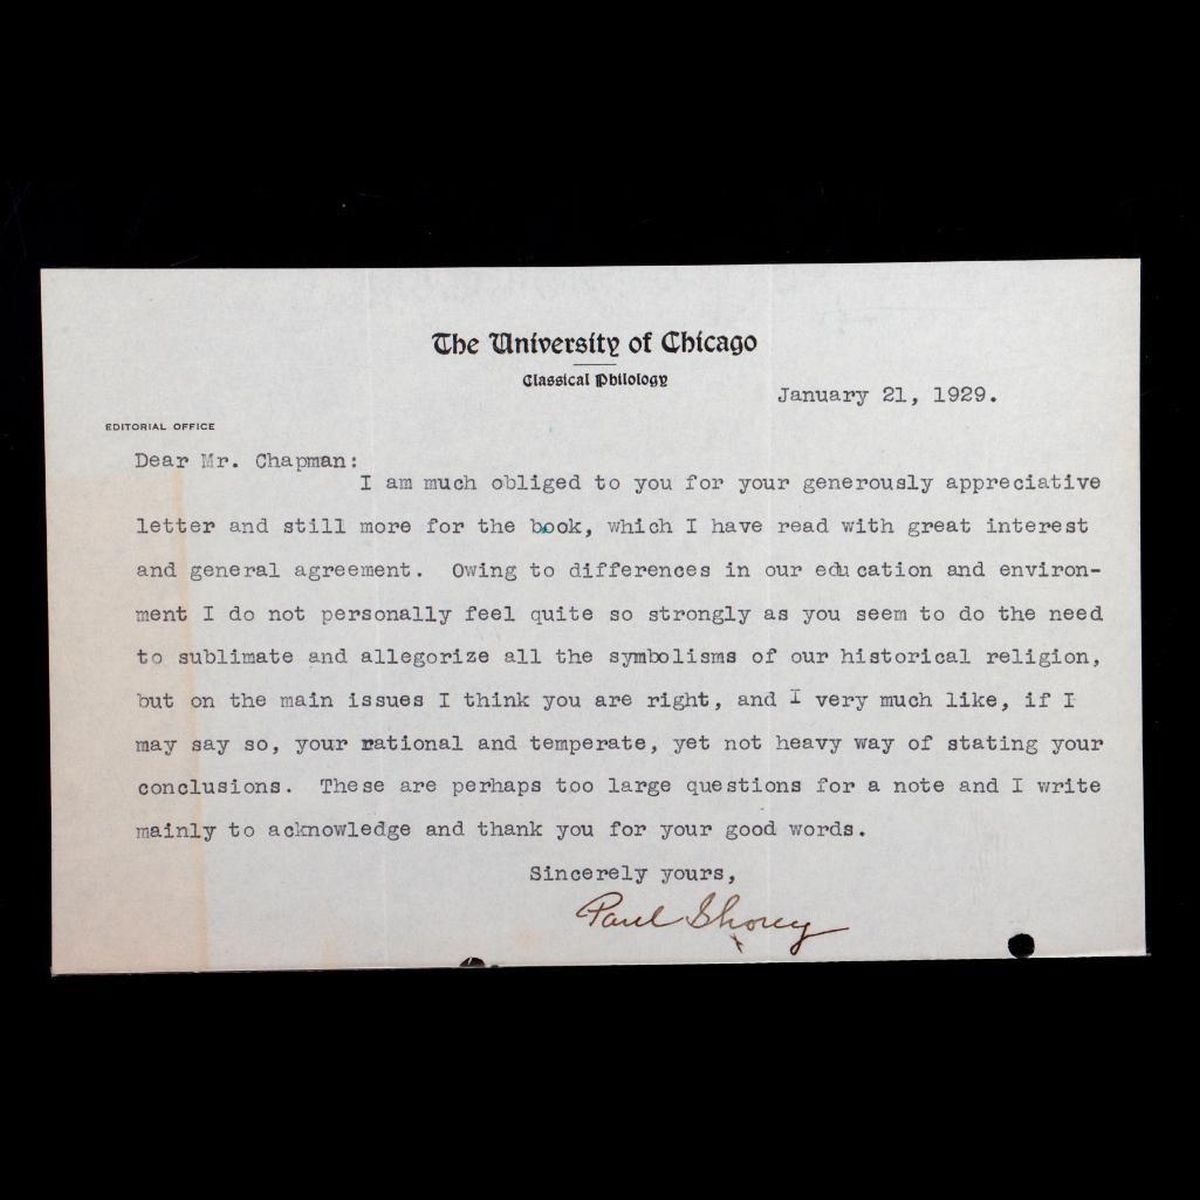 The University of Chicago
Classical Philology
January 21, 1929.
EDITORIAL OFFICE
Dear Mr. Chapman:
I am much obliged to you for your generously appreciative
letter and still more for the book, which I have read with great interest
and general agreement. Owing to differences in our education and environ-
ment I do not personally feel quite so strongly as you seem to do the need
to sublimate and allegorize all the symbolisms of our historical religion,
but on the main issues I think you are right, and I very much like, if I
may say so, your rational and temperate, yet not heavy way of stating your
conclusions. These are perhaps too large questions for a note and I write
mainly to acknowledge and thank you for your good words.
Sincerely yours,
Paul Shorey